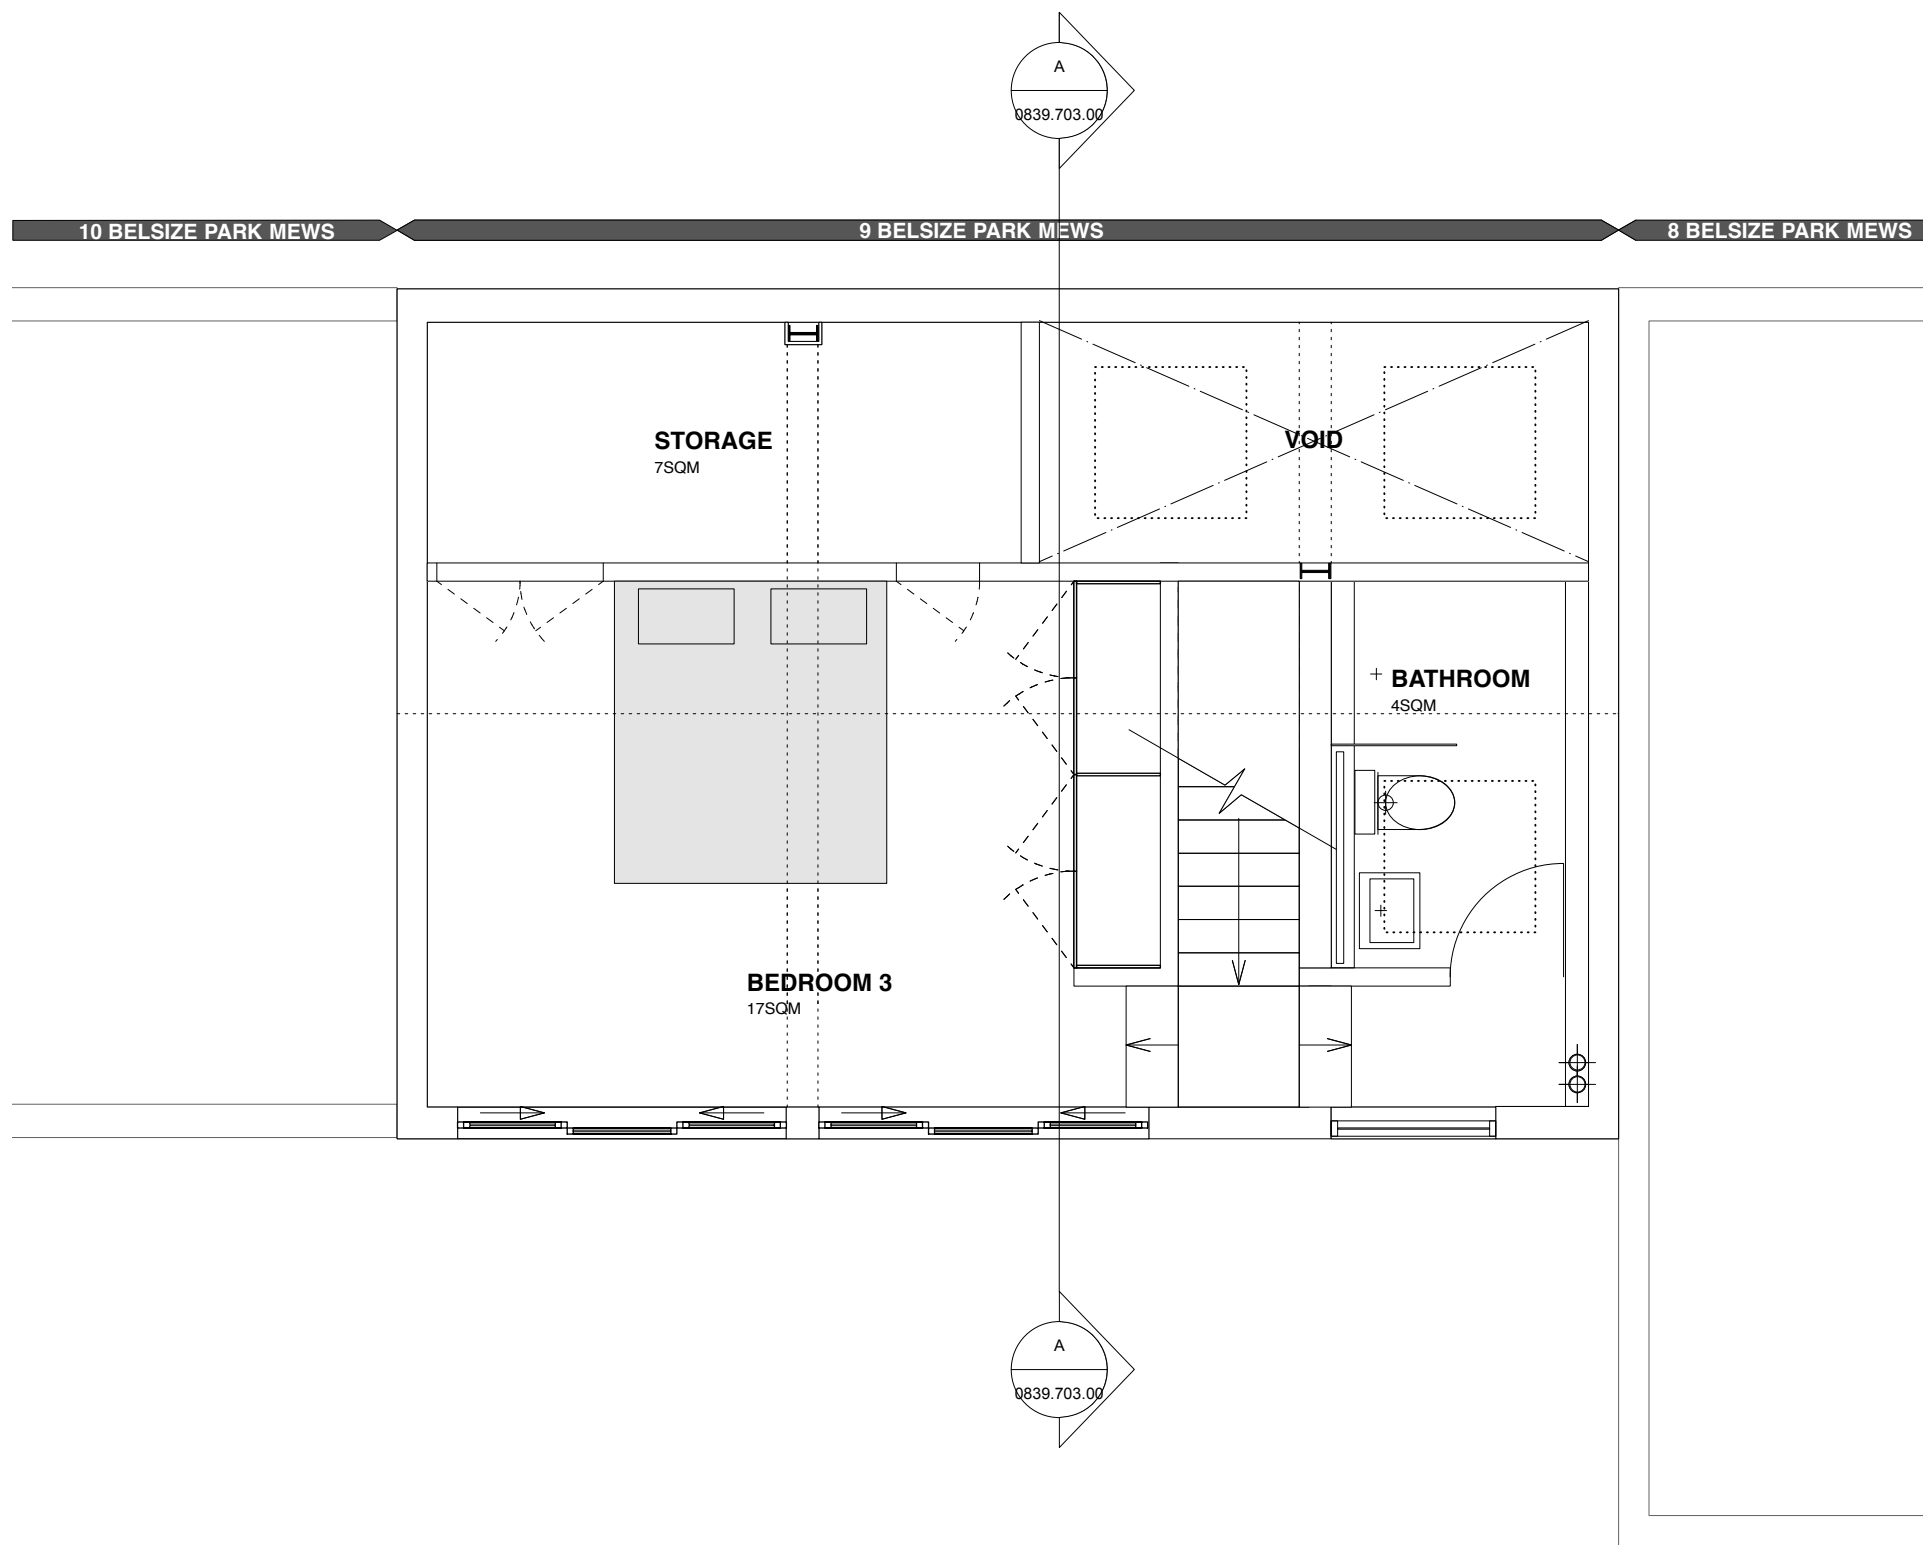 A
0839.703.00
10 BELSIZE PARK MEWS
9 BELSIZE PARK MEWS
8 BELSIZE PARK MEWS
STORAGE
7SQM
VOID
BATHROOM
4SQM
BEDROOM 3
17SQM
A
0839.703.00